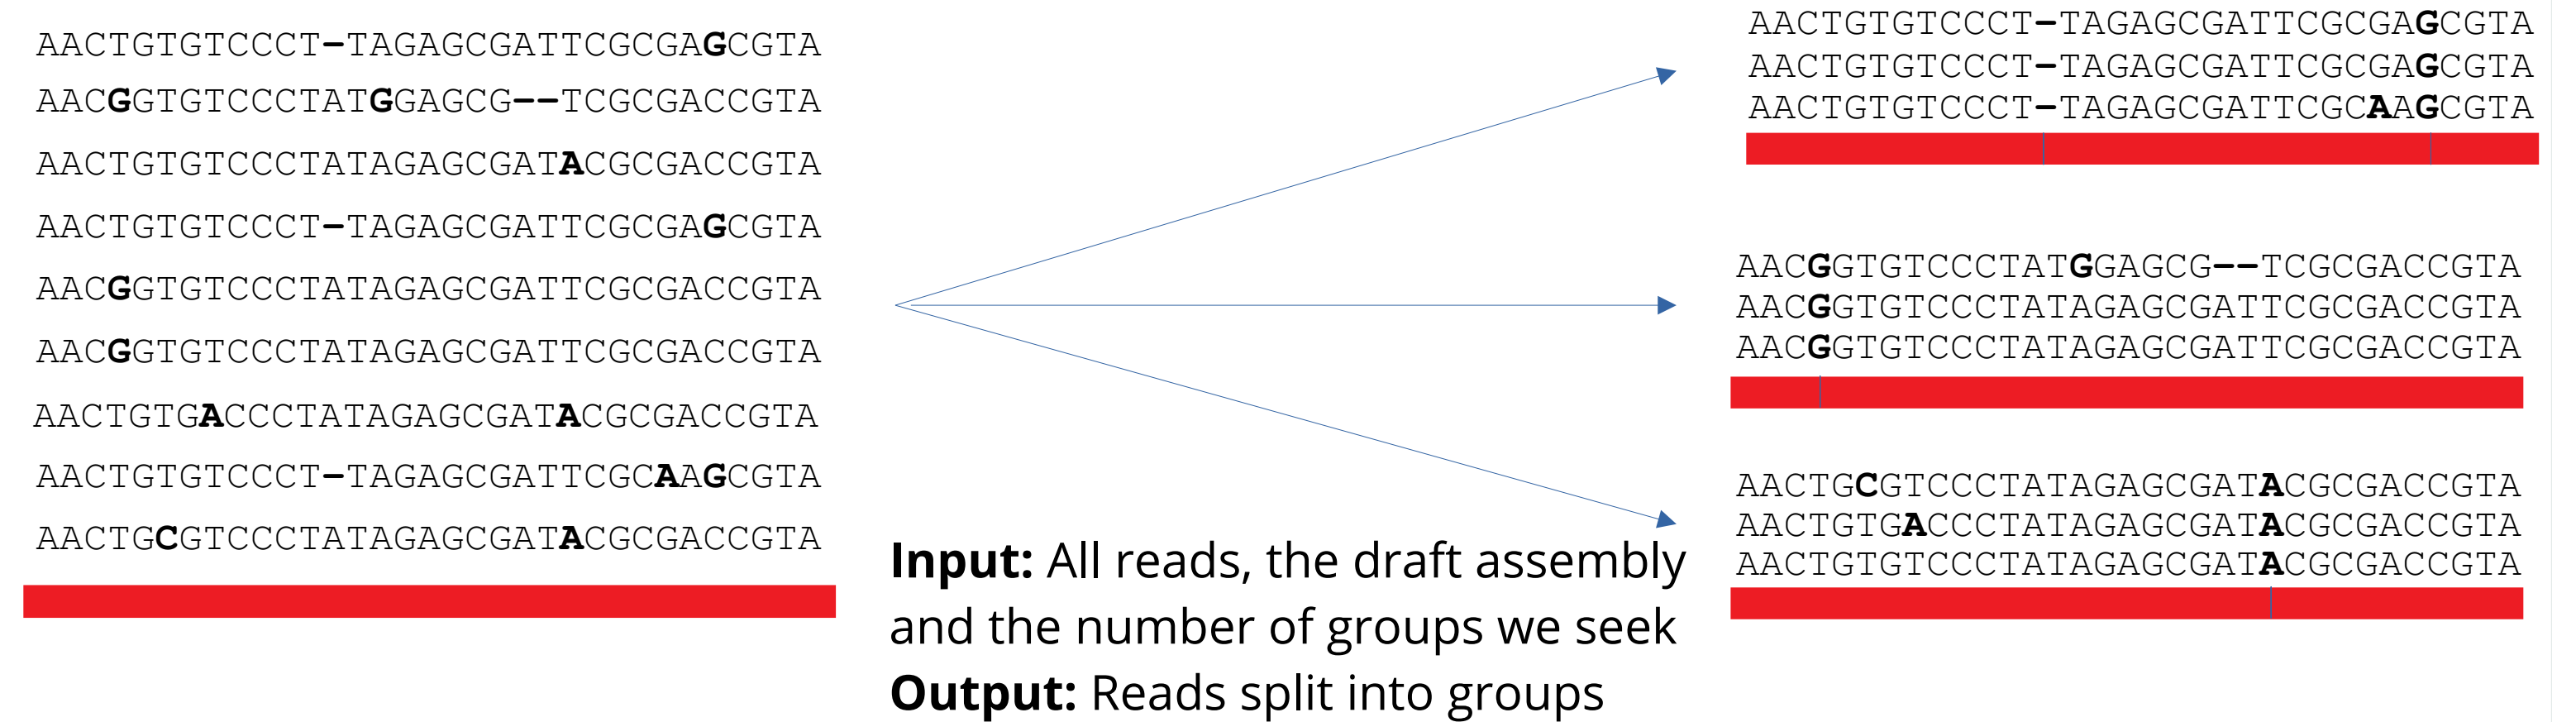 AACTGTGTCCCT-TAGAGCGATTCGCGAGCGTA
AACGGTGTCCCTATGGAGCG--TCGCGACCGTA
AACTGTGTCCCTATAGAGCGATACGCGACCGTA
AACTGTGTCCCT-TAGAGCGATTCGCGAGCGTA
AACGGTGTCCCTATAGAGCGATTCGCGACCGTA
AACGGTGTCCCTATAGAGCGATTCGCGACCGTA
AACTGTGACCCTATAGAGCGATACGCGACCGTA
AACTGTGTCCCT-TAGAGCGATTCGCAAGCGTA
AACTGCGTCCCTATAGAGCGATACGCGACCGTA
Input: All reads, the draft assembly
and the number of groups we seek
Output: Reads split into groups
AACTGTGTCCCT-TAGAGCGATTCGCGAGCGTA
AACTGTGTCCCT-TAGAGCGATTCGCGAGCGTA
AACTGTGTCCCT-TAGAGCGATTCGCAAGCGTA
AACGGTGTCCCTATGGAGCG--TCGCGACCGTA
AACGGTGTCCCTATAGAGCGATTCGCGACCGTA
AACGGTGTCCCTATAGAGCGATTCGCGACCGTA
AACTGCGTCCCTATAGAGCGATACGCGACCGTA
AACTGTGACCCTATAGAGCGATACGCGACCGTA
AACTGTGTCCCTATAGAGCGATACGCGACCGTA